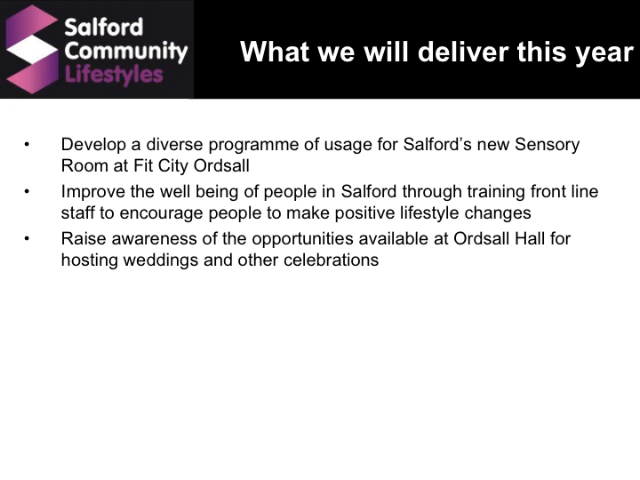 Salford
Community
Lifestyles
What we will deliver this year
• Develop a diverse programme of usage for Salford's new Sensory
Room at Fit City Ordsall
• Improve the well being of people in Salford through training front line
staff to encourage people to make positive lifestyle changes
• Raise awareness of the opportunities available at Ordsall Hall for
hosting weddings and other celebrations